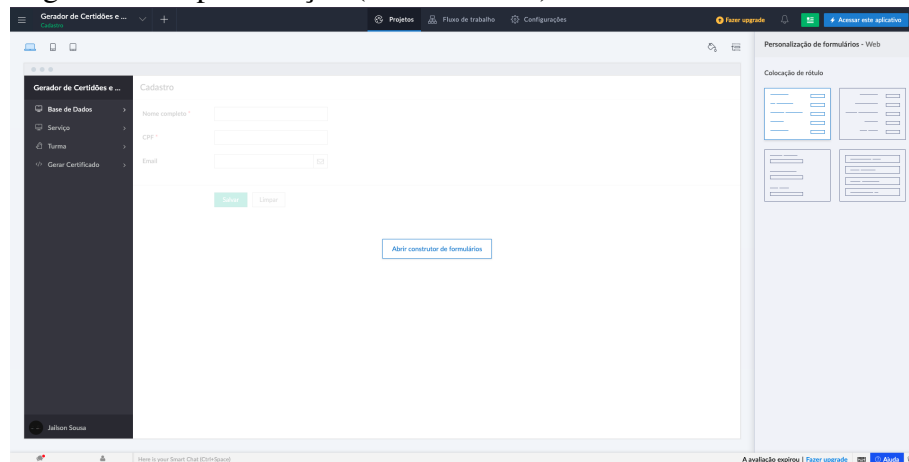 Gerador de Certidões e ...
Cadastro
Projetos
Fluxo de trabalho
Configurações
Fazer upgrade
Acessar este aplicativo
Personalização de formulários - Web
Colocação de rótulo
Gerador de Certidões e ...
Base de Dados
Serviço
Turma
Gerar Certificado
Cadastro
Nome completo *
CPF *
Email
Salvar
Limpar
Abrir construtor de formulários
Jailson Sousa
Here is your Smart Chat (Ctrl+Space)
A avaliação expirou | Fazer upgrade
Ajuda